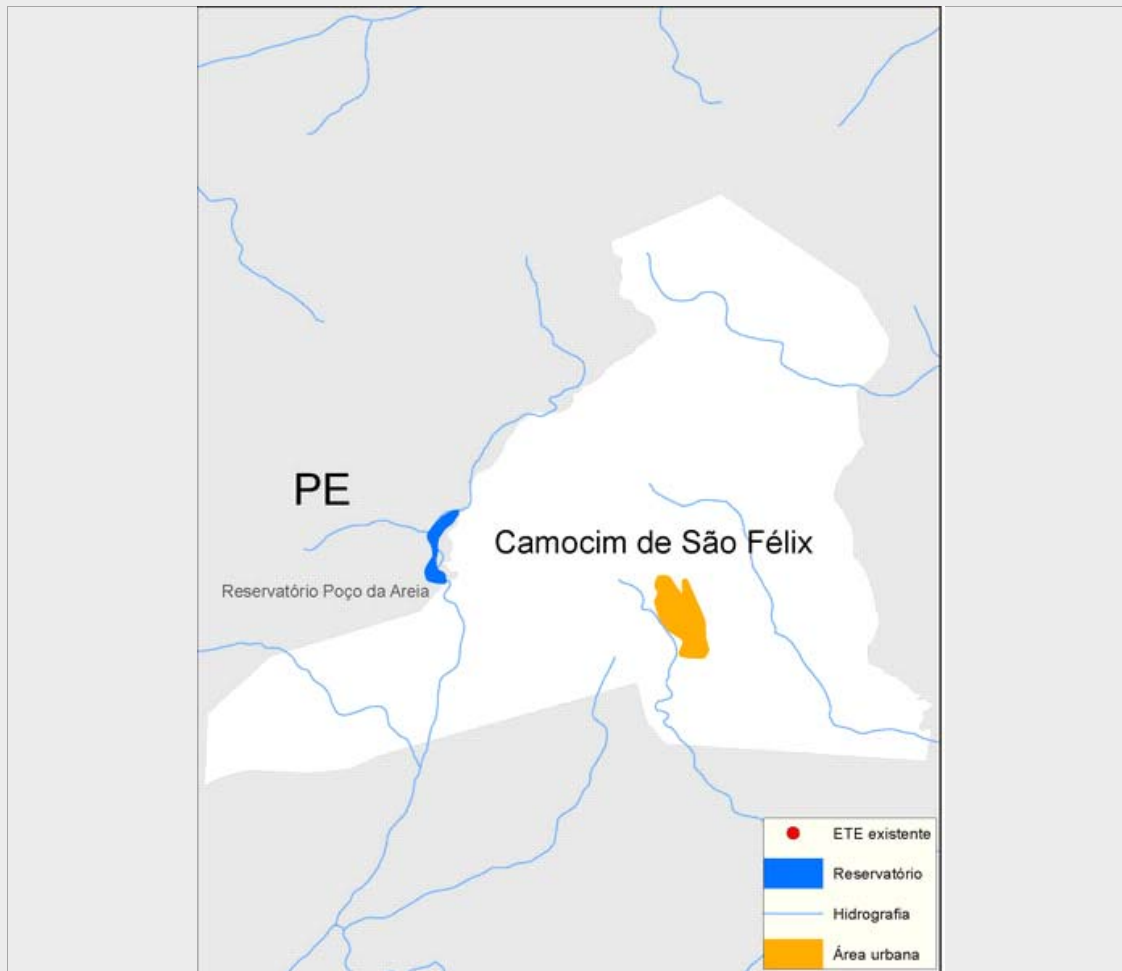 PE
Camocim de São Félix
Reservatório Poço da Areia
ETE existente
Reservatório
Hidrografia
Área urbana